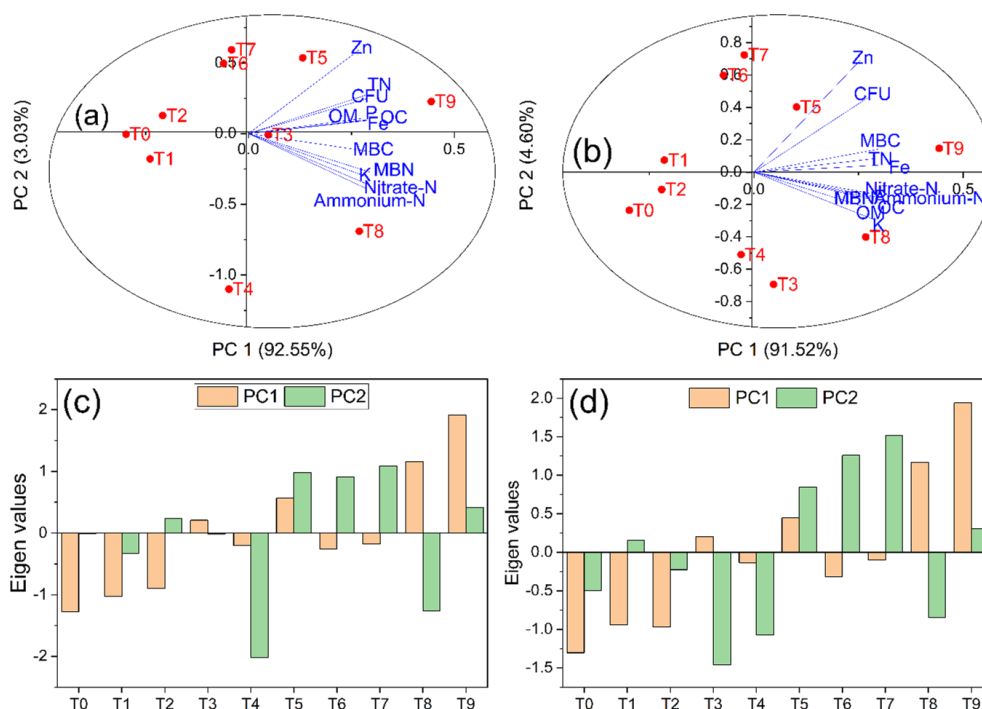 (a)
PC 2 (3.03%)
0.5
0.0
-0.5
-1.0
0.0
0.5
T7
T6
T5
Zn
TN
CFU
T9
T2
OM P OC
Fe
T0
T3
T1
MBC
MBN
K
Nitrate-N
Ammonium-N
T8
T4
PC 1 (92.55%)
(b)
PC 2 (4.60%)
0.8
0.6
0.4
0.2
0.0
-0.2
-0.4
-0.6
-0.8
0.0
0.5
T7
Zn
T6
CFU
T5
MBC
T9
T1
TN
Fe
T2
Nitrate-N
MBN
Ammonium-N
T0
OM
OC
K
T8
T4
T3
PC 1 (91.52%)
(c)
PC1 PC2
Eigen values
2
1
0
-1
-2
T0 T1 T2 T3 T4 T5 T6 T7 T8 T9
(d)
PC1 PC2
Eigen values
2.0
1.5
1.0
0.5
0.0
-0.5
-1.0
-1.5
T0 T1 T2 T3 T4 T5 T6 T7 T8 T9